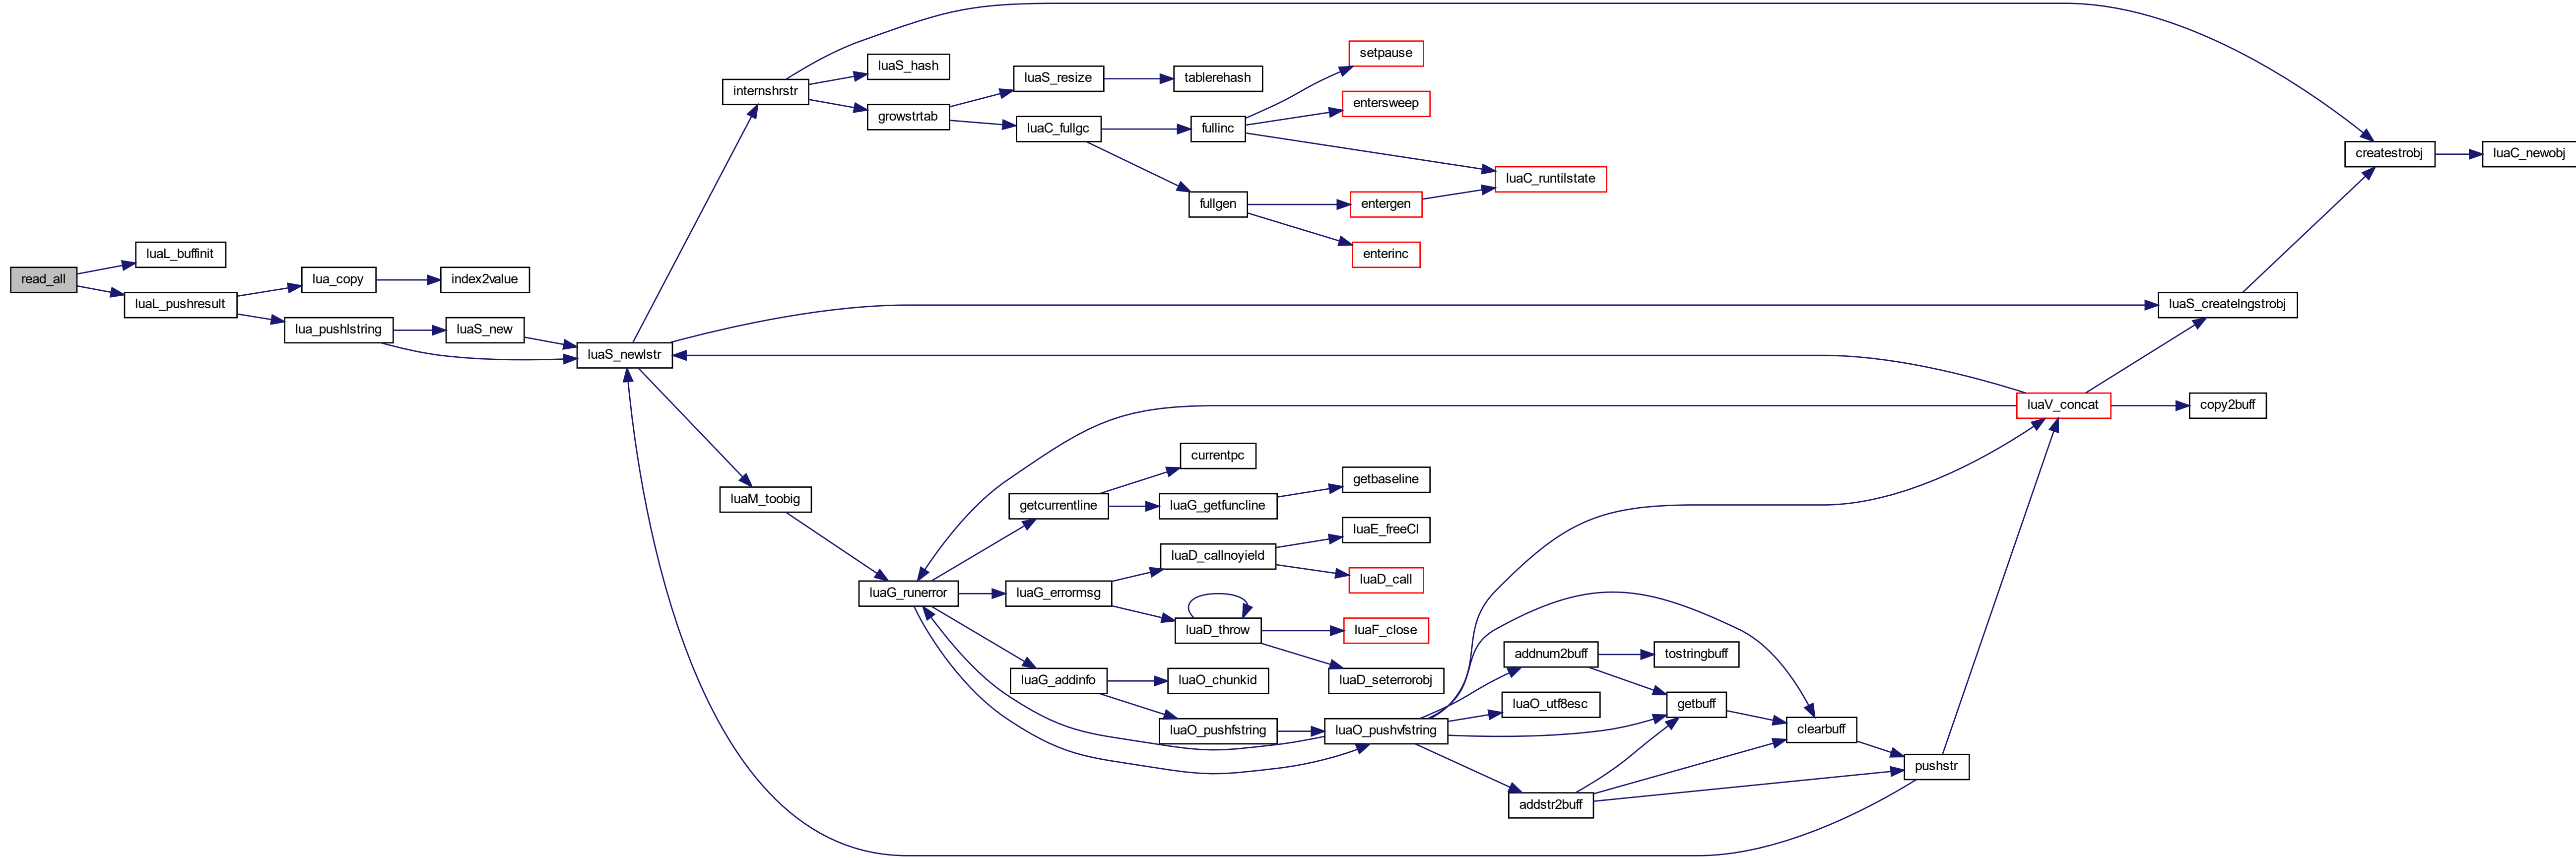 read_all
luaL_buffinit
luaL_pushresult
lua_copy
index2value
lua_pushlstring
luaS_new
luaS_newlstr
internshrstr
luaS_hash
growstrtab
luaS_resize
tablerehash
luaC_fullgc
fullinc
setpause
entersweep
luaC_runtilstate
fullgen
entergen
enterinc
createstrobj
luaC_newobj
luaS_createlngstrobj
luaV_concat
copy2buff
luaM_toobig
luaG_runerror
getcurrentline
currentpc
luaG_getfuncline
getbaseline
luaG_errormsg
luaD_callnoyield
luaE_freeCI
luaD_call
luaD_throw
luaF_close
luaD_seterrorobj
luaG_addinfo
luaO_chunkid
luaO_pushfstring
luaO_pushvfstring
addnum2buff
tostringbuff
luaO_utf8esc
getbuff
clearbuff
addstr2buff
pushstr